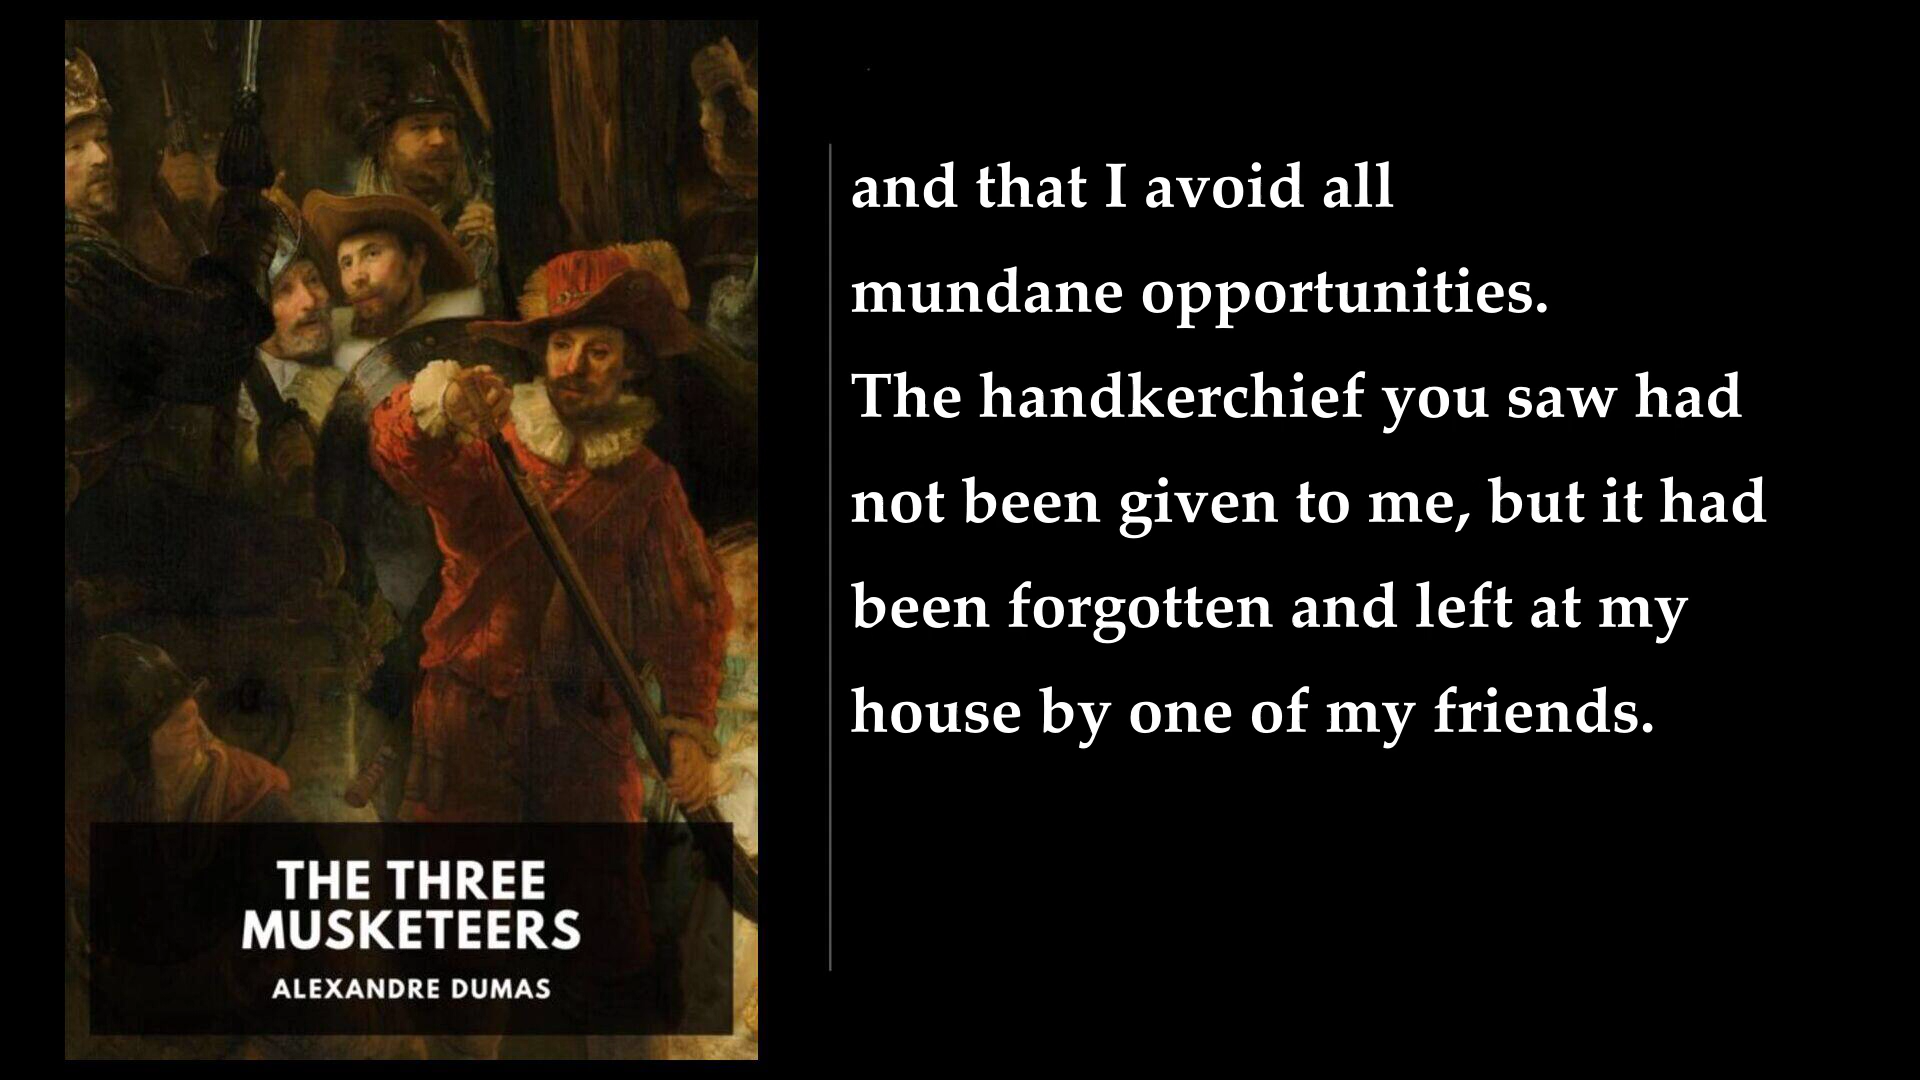 and that I avoid all
mundane opportunities.
The handkerchief you saw had
not been given to me, but it had
been forgotten and left at my
house by one of my friends.
THE THREE
MUSKETEERS
ALEXANDRE DUMAS